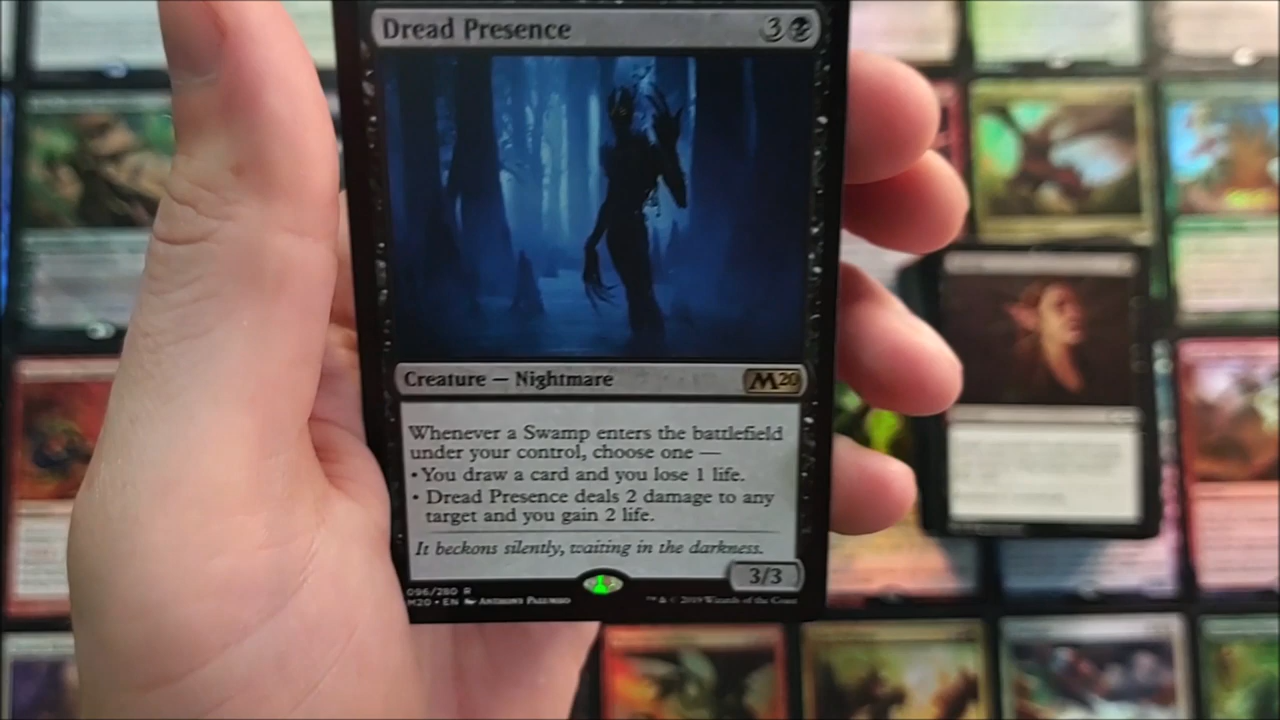 Dread Presence 3
Creature — Nightmare M20
Whenever a Swamp enters the battlefield
under your control, choose one —
• You draw a card and you lose 1 life.
• Dread Presence deals 2 damage to any
target and you gain 2 life.
It beckons silently, waiting in the darkness.
3/3
096/280 R
M20 • EN Anthony Palumbo ™ & © 2019 Wizards of the Coast